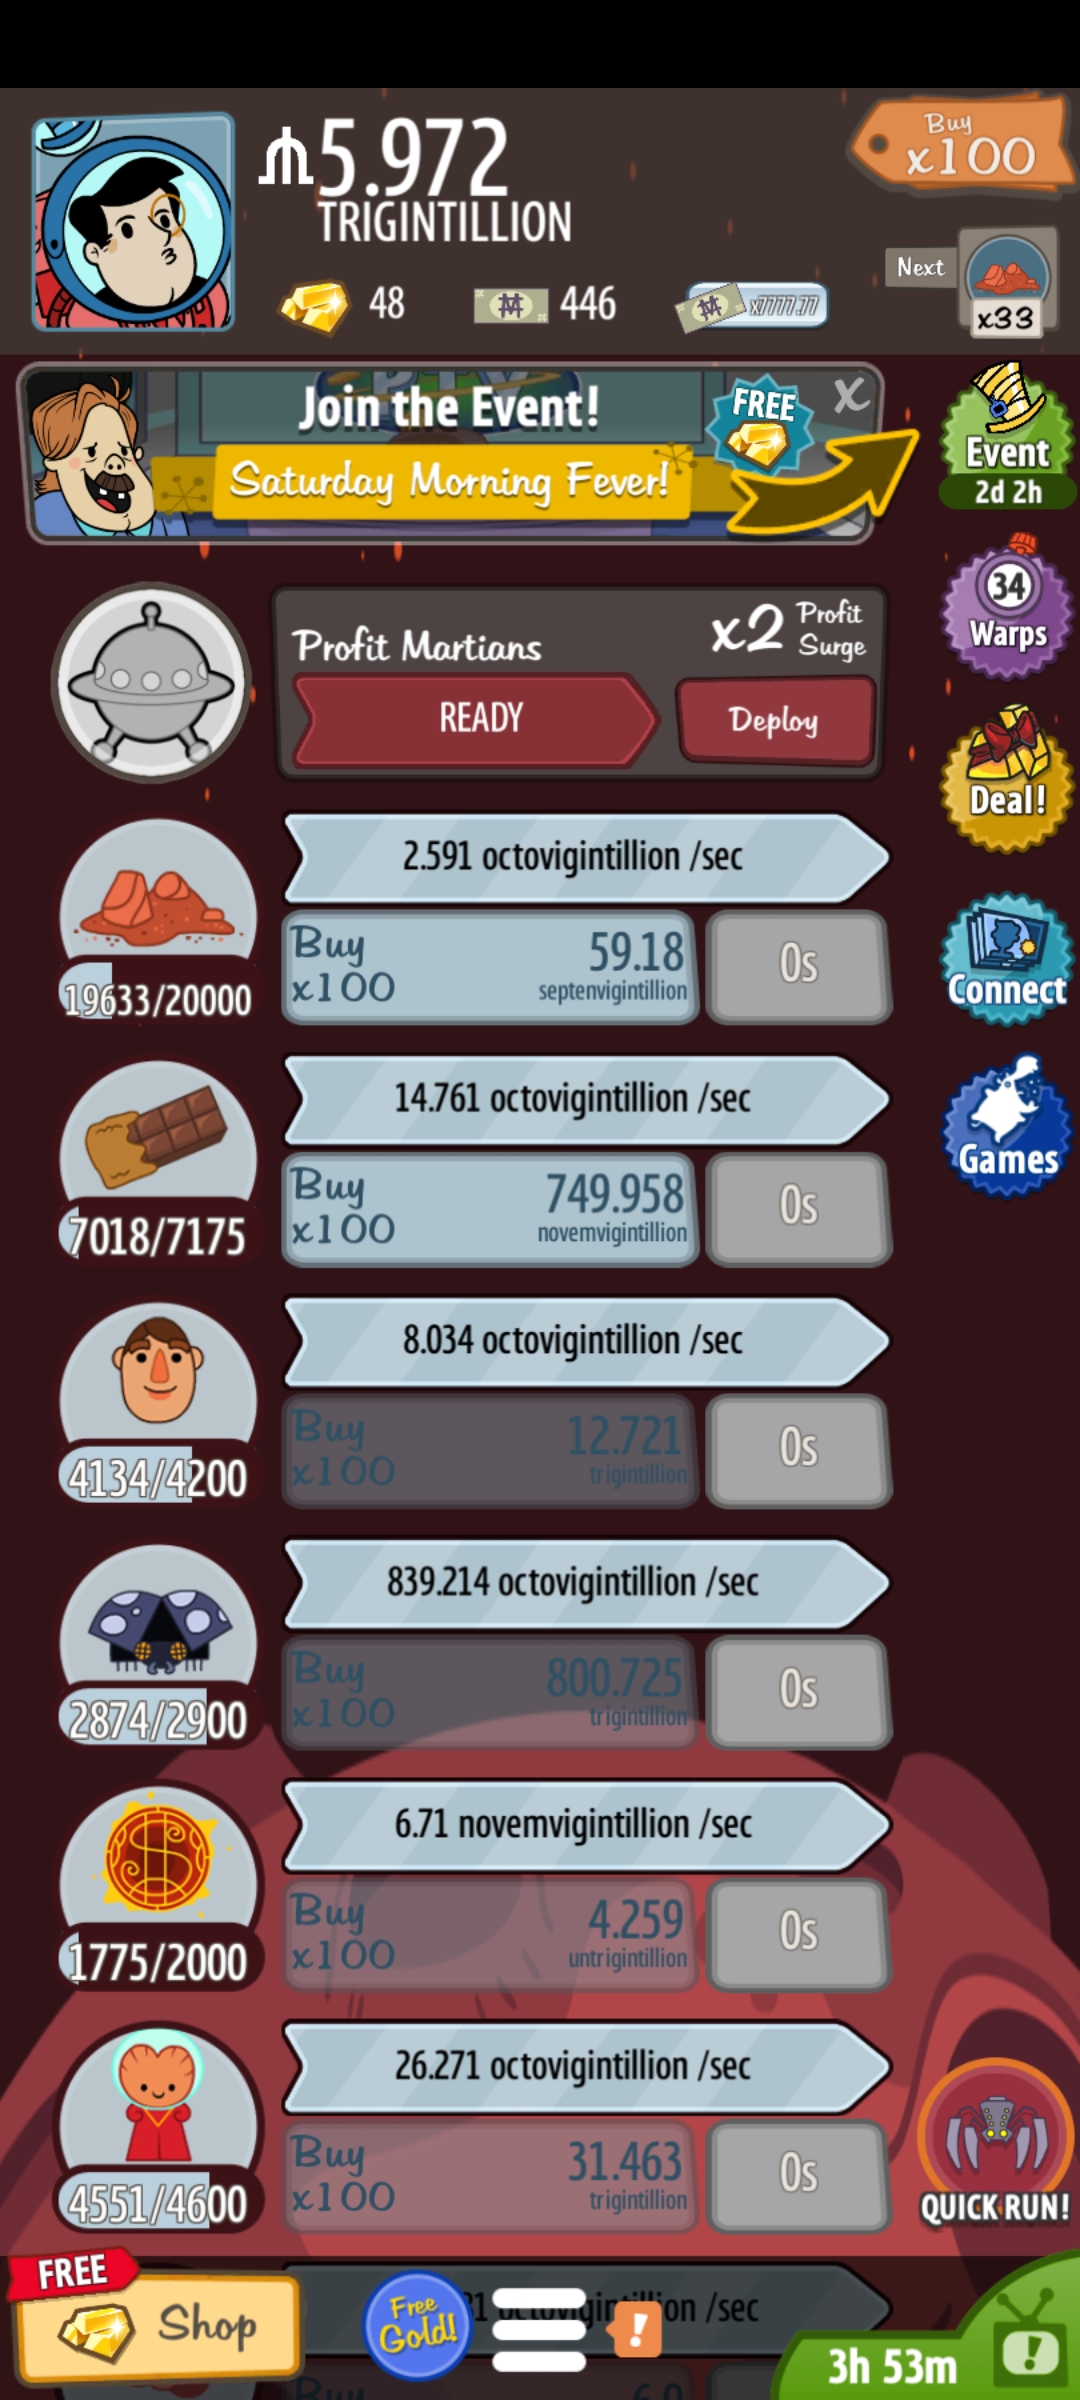 5.972
TRIGINTILLION
Buy
x100
48
446
x7777.77
Next
x33
Join the Event!
FREE
X
Saturday Morning Fever!
Event
2d 2h
34
Warps
Profit Martians
x2 Profit Surge
READY
Deploy
Deal!
2.591 octovigintillion /sec
19633/20000
Buy x100
59.18
septenvigintillion
0s
Connect
14.761 octovigintillion /sec
7018/7175
Buy x100
749.958
novemvigintillion
0s
Games
8.034 octovigintillion /sec
4134/4200
Buy x100
12.721
trigintillion
0s
839.214 octovigintillion /sec
2874/2900
Buy x100
800.725
trigintillion
0s
6.71 novemvigintillion /sec
1775/2000
Buy x100
4.259
untrigintillion
0s
26.271 octovigintillion /sec
4551/4600
Buy x100
31.463
trigintillion
0s
QUICK RUN!
FREE
Shop
Free Gold!
!
/sec
3h 53m
!